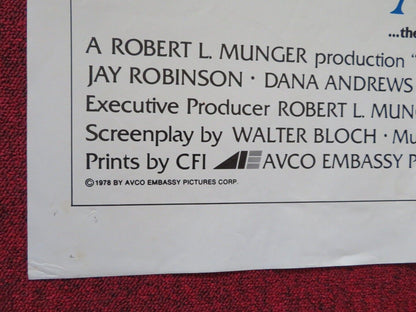 ...the
A ROBERT L. MUNGER production "
JAY ROBINSON · DANA ANDREWS
Executive Producer ROBERT L. MUN
Screenplay by WALTER BLOCH · Mu
Prints by CFI AVCO EMBASSY P
©1978 BY AVCO EMBASSY PICTURES CORP.